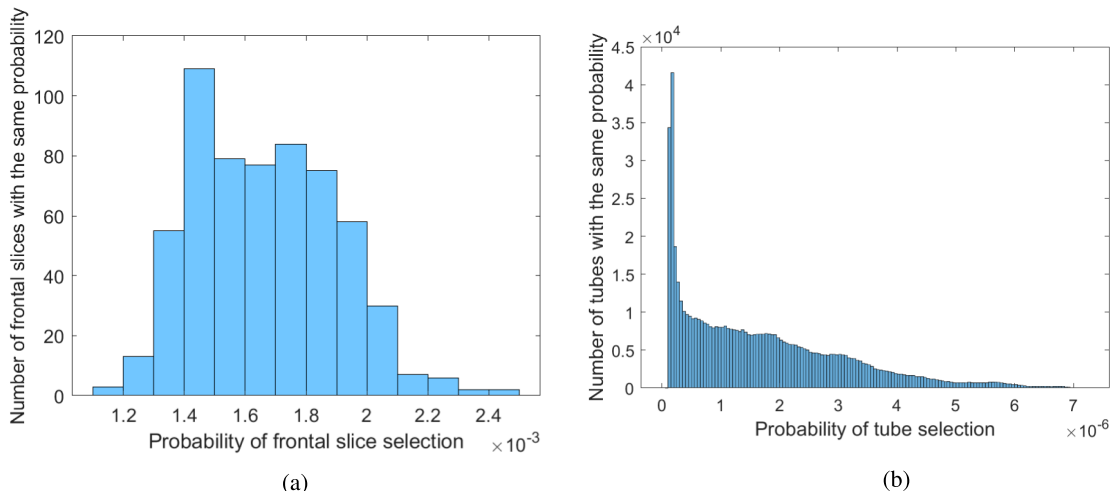 Number of frontal slices with the same probability
120
100
80
60
40
20
0
1.2 1.4 1.6 1.8 2 2.2 2.4
Probability of frontal slice selection
×10⁻³
(a)
Number of tubes with the same probability
×10⁴
4.5
4
3.5
3
2.5
2
1.5
1
0.5
0
0 1 2 3 4 5 6 7
Probability of tube selection
×10⁻⁶
(b)